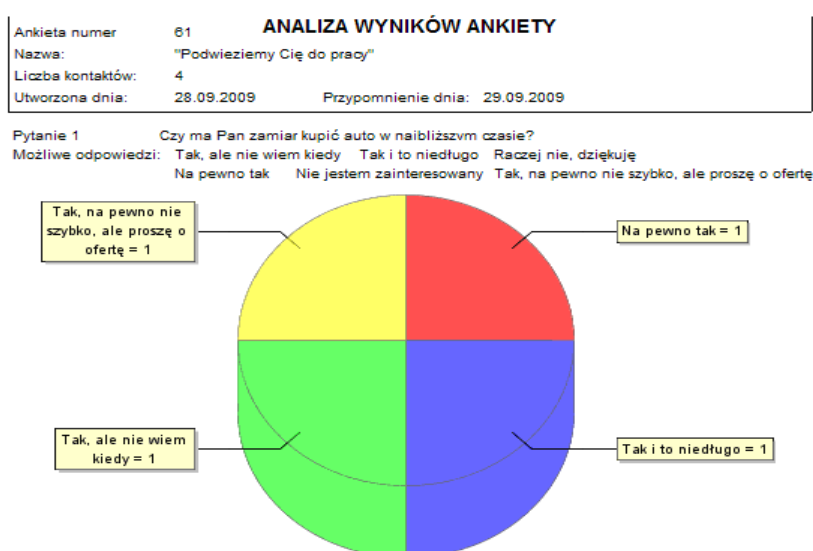 ANALIZA WYNIKÓW ANKIETY
Ankieta numer 61
Nazwa: "Podwieziemy Cię do pracy"
Liczba kontaktów: 4
Utworzona dnia: 28.09.2009 Przypomnienie dnia: 29.09.2009
Pytanie 1 Czy ma Pan zamiar kupić auto w najbliższym czasie?
Możliwe odpowiedzi: Tak, ale nie wiem kiedy Tak i to niedługo Raczej nie, dziękuję
Na pewno tak Nie jestem zainteresowany Tak, na pewno nie szybko, ale proszę o ofertę
Tak, na pewno nie
szybko, ale proszę o
ofertę = 1
Na pewno tak = 1
Tak, ale nie wiem
kiedy = 1
Tak i to niedługo = 1